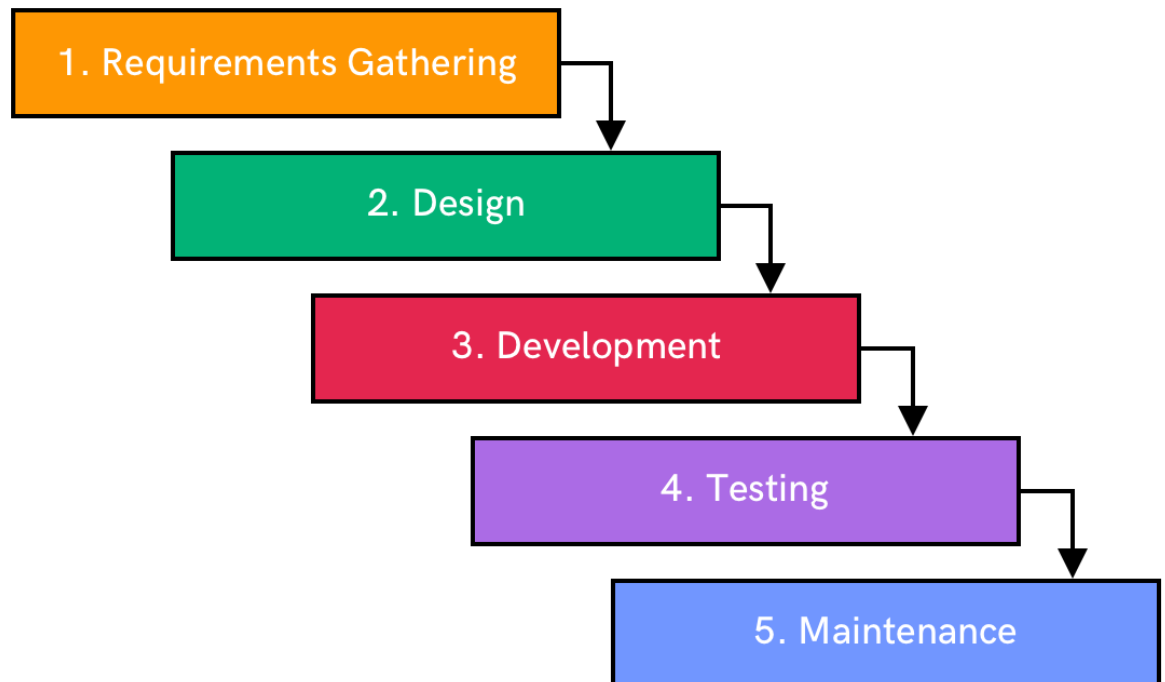 1. Requirements Gathering
2. Design
3. Development
4. Testing
5. Maintenance